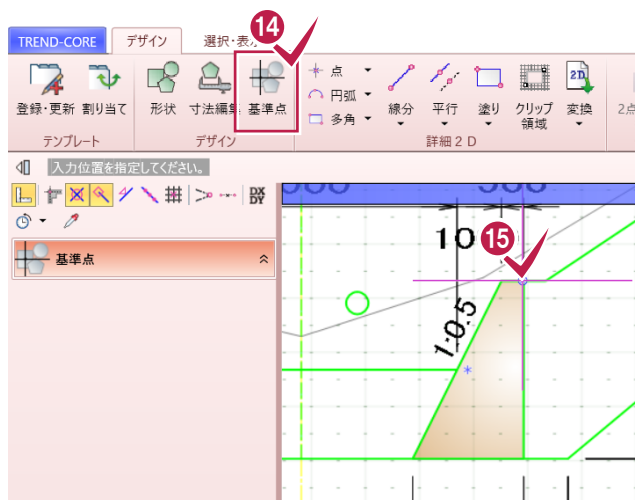 14
TREND-CORE デザイン 選択・表示
登録・更新 割り当て 形状 寸法編集 基準点
点
円弧
多角
線分 平行 塗り クリップ領域 変換
テンプレート デザイン 詳細2D
入力位置を指定してください。
DX
DY
基準点
10
15
1:0.5